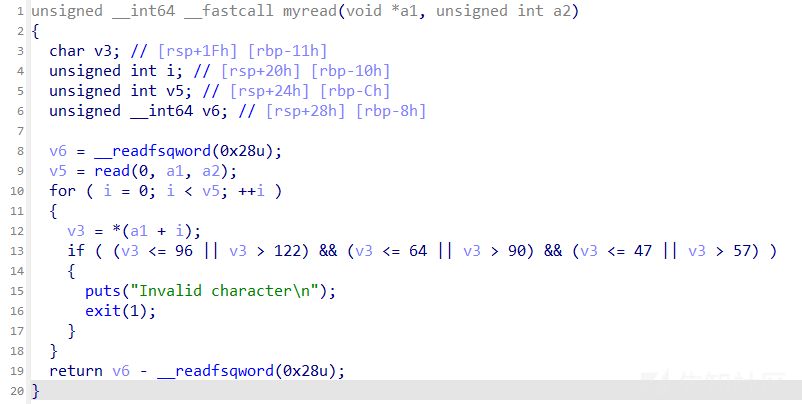 1 unsigned __int64 __fastcall myread(void *a1, unsigned int a2)
2 {
3   char v3; // [rsp+1Fh] [rbp-11h]
4   unsigned int i; // [rsp+20h] [rbp-10h]
5   unsigned int v5; // [rsp+24h] [rbp-Ch]
6   unsigned __int64 v6; // [rsp+28h] [rbp-8h]
7
8   v6 = __readfsqword(0x28u);
9   v5 = read(0, a1, a2);
10   for ( i = 0; i < v5; ++i )
11   {
12     v3 = *(a1 + i);
13     if ( (v3 <= 96 || v3 > 122) && (v3 <= 64 || v3 > 90) && (v3 <= 47 || v3 > 57) )
14     {
15       puts("Invalid character\n");
16       exit(1);
17     }
18   }
19   return v6 - __readfsqword(0x28u);
20 }